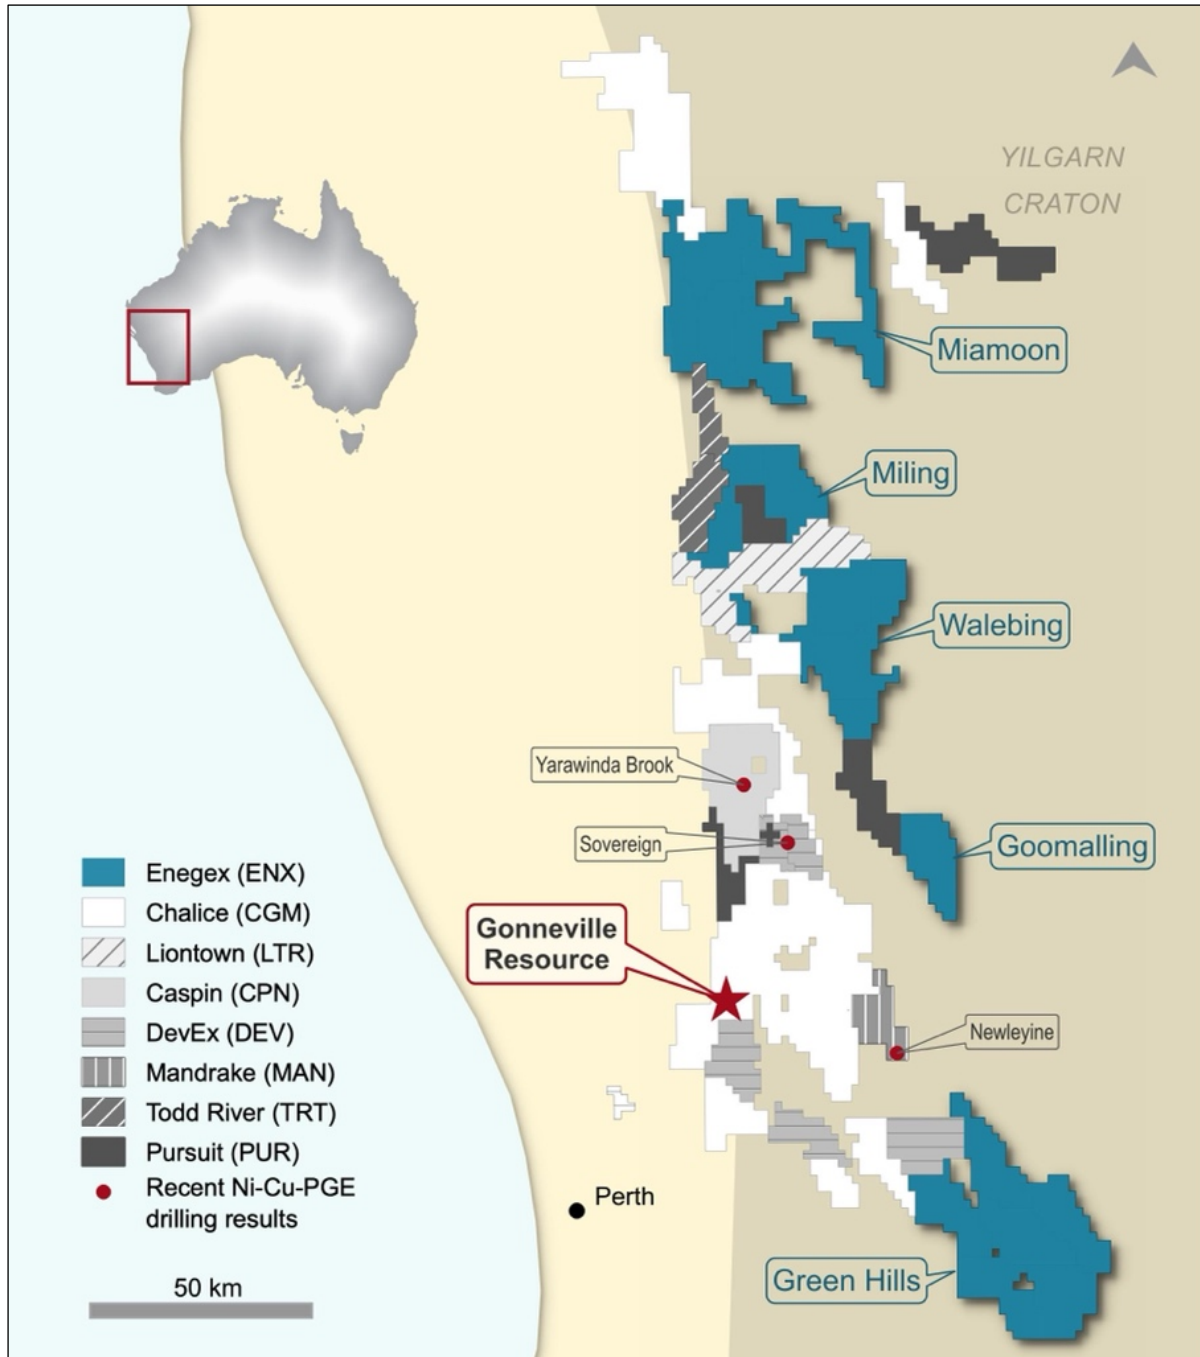 YILGARN
CRATON
Miamoon
Miling
Walebing
Yarawinda Brook
Sovereign
Goomalling
Gonneville
Resource
Newleyine
Enegex (ENX)
Chalice (CGM)
Liontown (LTR)
Caspin (CPN)
DevEx (DEV)
Mandrake (MAN)
Todd River (TRT)
Pursuit (PUR)
Recent Ni-Cu-PGE
drilling results
Perth
50 km
Green Hills